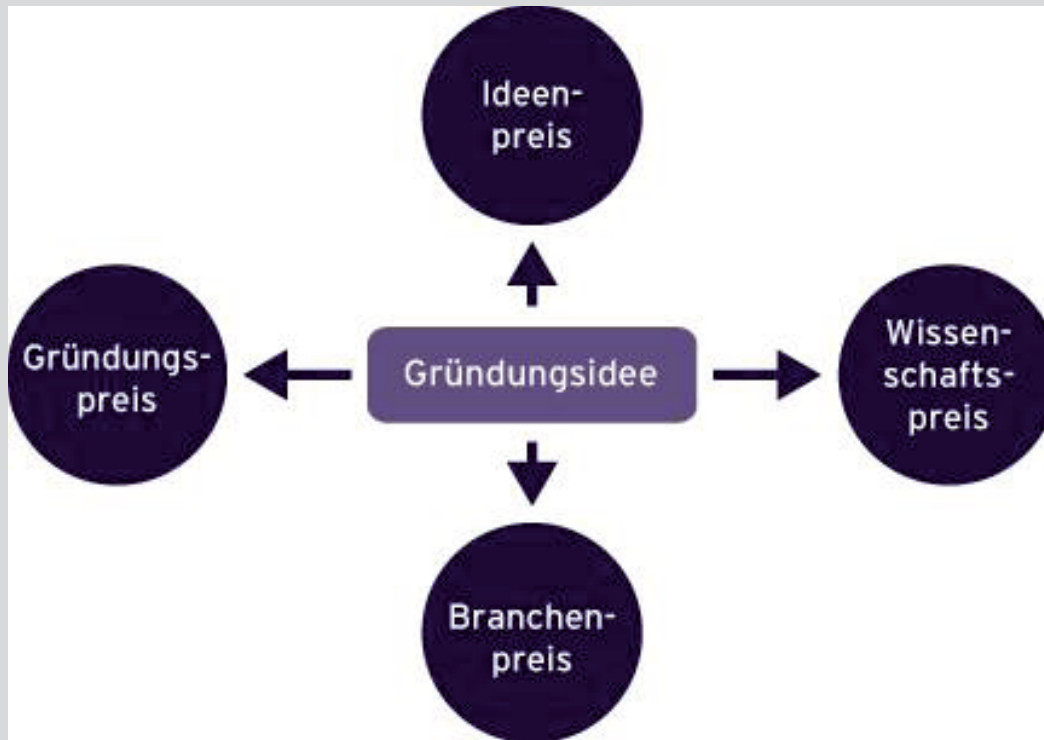 Ideen-
preis
Gründungs-
preis
Gründungsidee
Wissen-
schafts-
preis
Branchen-
preis